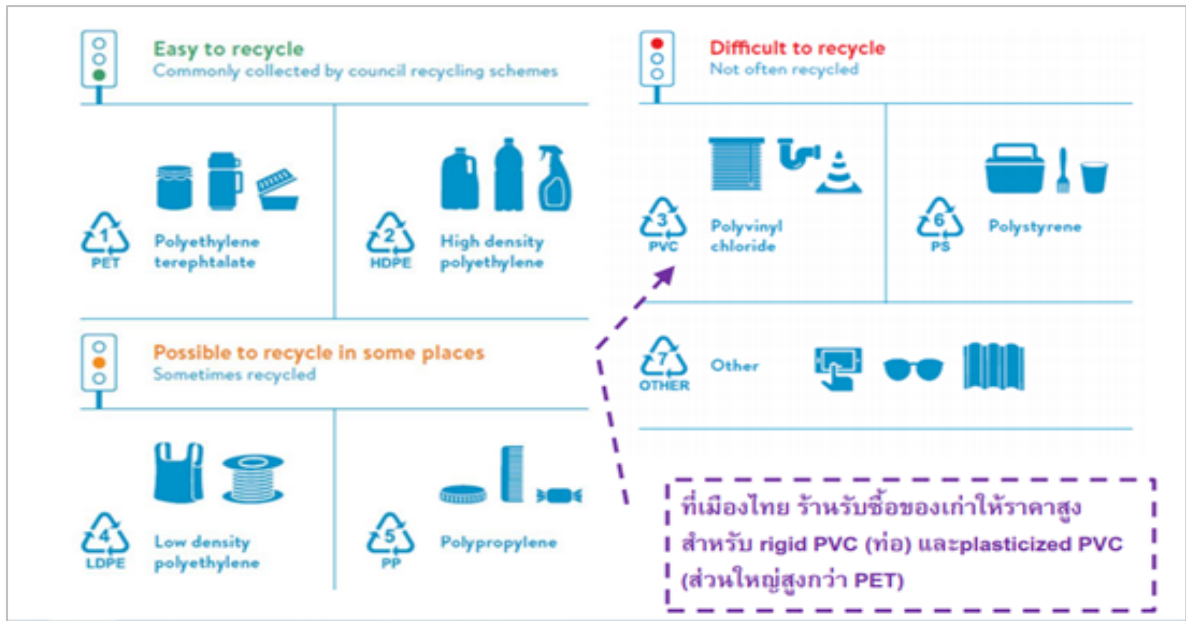 Easy to recycle
Commonly collected by council recycling schemes
1
PET
Polyethylene
terephtalate
2
HDPE
High density
polyethylene
Possible to recycle in some places
Sometimes recycled
4
LDPE
Low density
polyethylene
5
PP
Polypropylene
Difficult to recycle
Not often recycled
3
PVC
Polyvinyl
chloride
6
PS
Polystyrene
7
OTHER
Other
ที่เมืองไทย ร้านรับซื้อของเก่าให้ราคาสูง
สำหรับ rigid PVC (ท่อ) และplasticized PVC
(ส่วนใหญ่สูงกว่า PET)